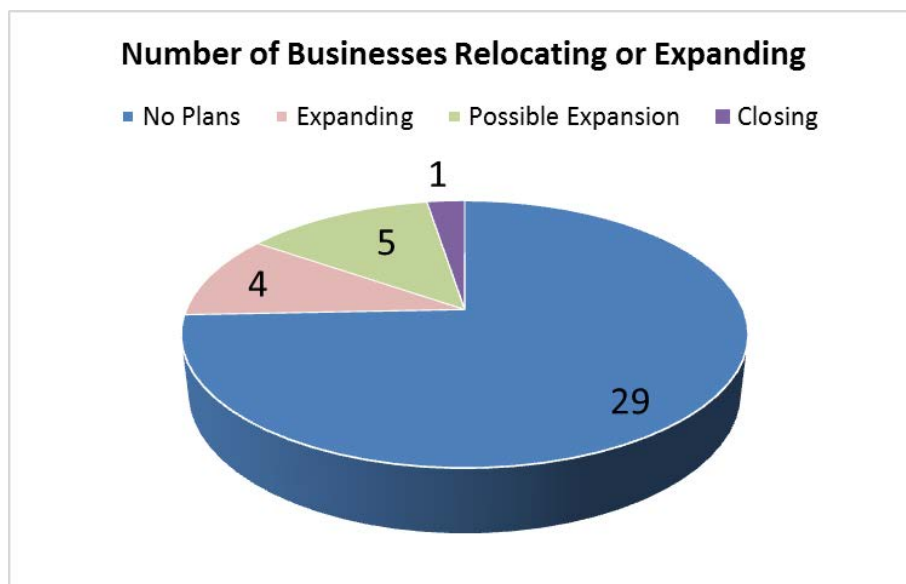 Number of Businesses Relocating or Expanding
No Plans Expanding Possible Expansion Closing
1
5
4
29